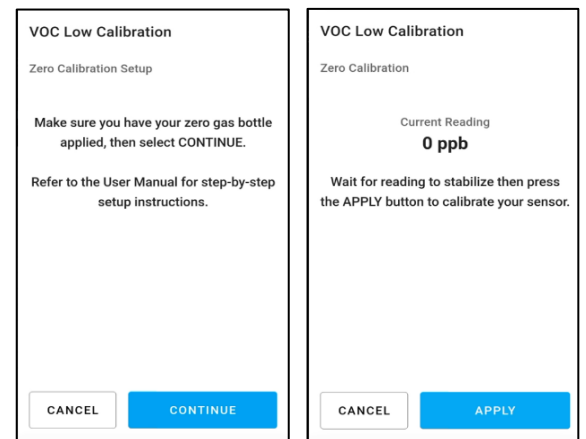 VOC Low Calibration
Zero Calibration Setup
Make sure you have your zero gas bottle
applied, then select CONTINUE.
Refer to the User Manual for step-by-step
setup instructions.
CANCEL
CONTINUE
VOC Low Calibration
Zero Calibration
Current Reading
0 ppb
Wait for reading to stabilize then press
the APPLY button to calibrate your sensor.
CANCEL
APPLY